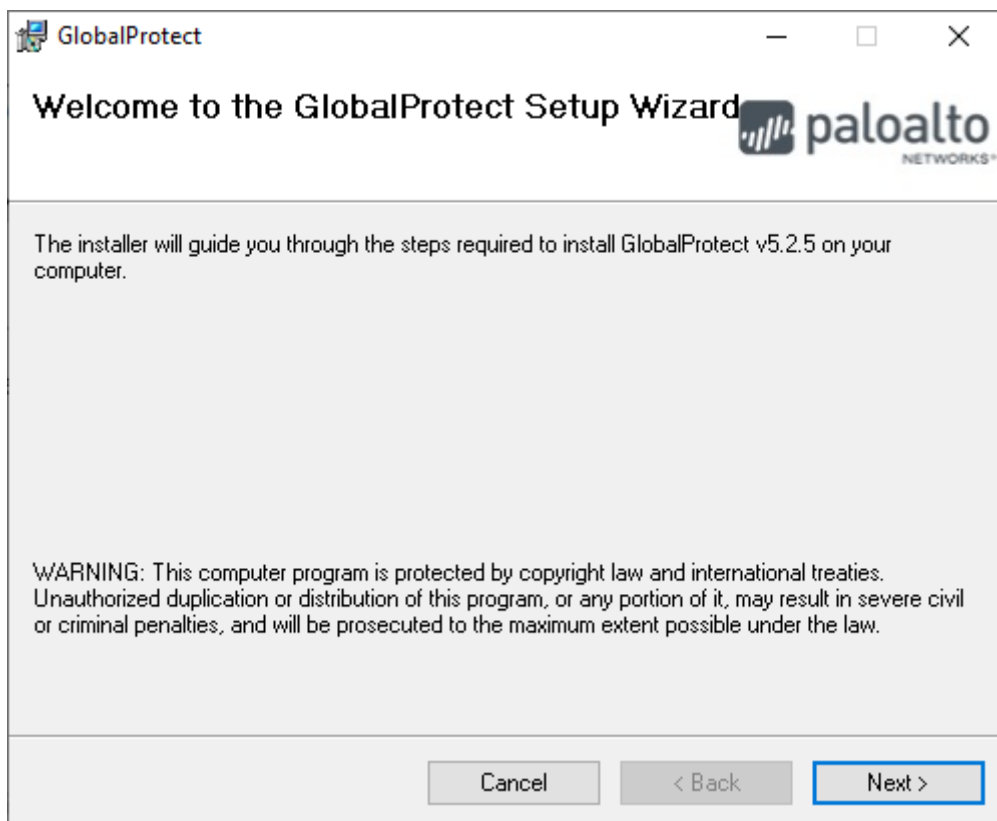 GlobalProtect
Welcome to the GlobalProtect Setup Wizard
paloalto
NETWORKS®
The installer will guide you through the steps required to install GlobalProtect v5.2.5 on your
computer.
WARNING: This computer program is protected by copyright law and international treaties.
Unauthorized duplication or distribution of this program, or any portion of it, may result in severe civil
or criminal penalties, and will be prosecuted to the maximum extent possible under the law.
Cancel < Back Next >